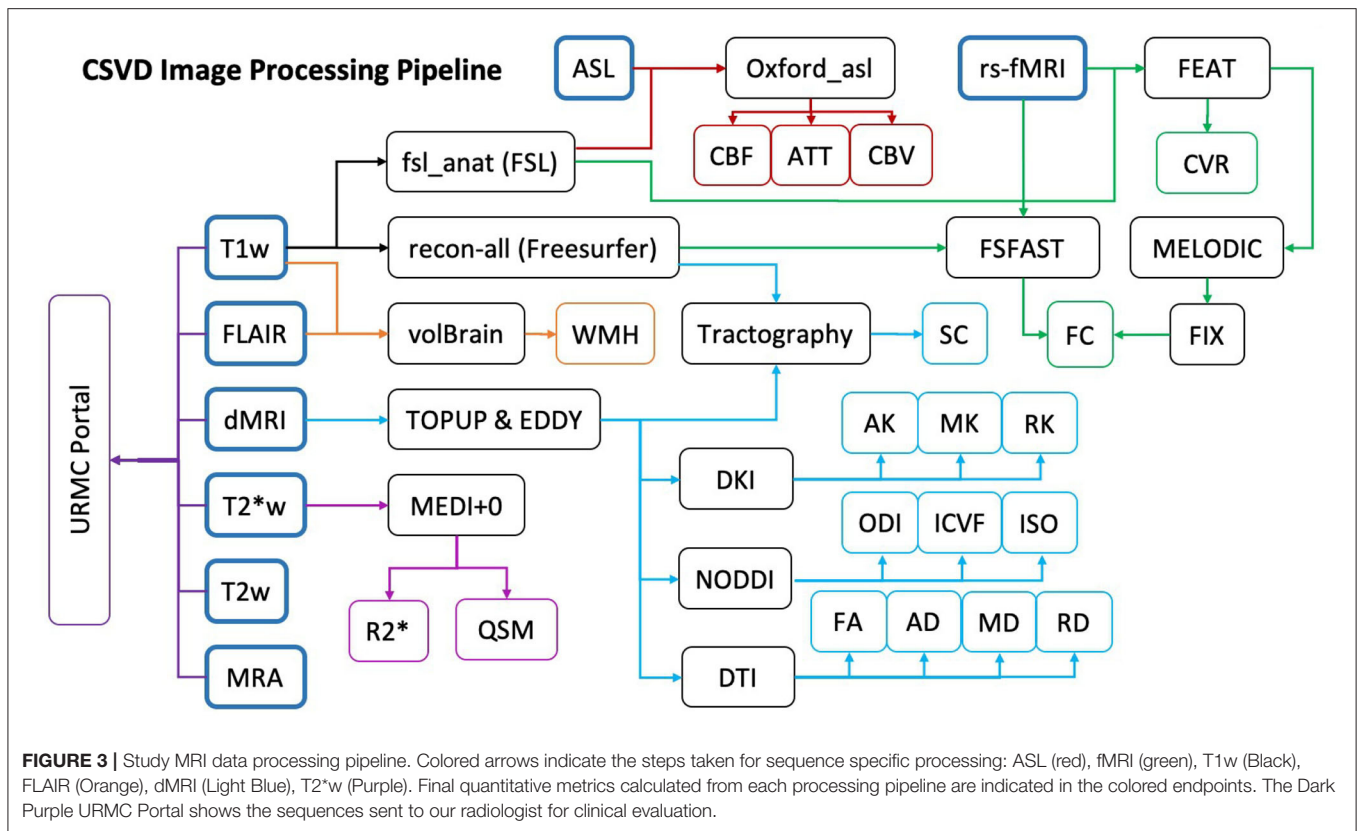 CSVD Image Processing Pipeline
ASL
Oxford_asl
rs-fMRI
FEAT
CBF
ATT
CBV
CVR
fsl_anat (FSL)
T1w
recon-all (Freesurfer)
FSFAST
MELODIC
FLAIR
volBrain
WMH
Tractography
SC
FC
FIX
URMC Portal
dMRI
TOPUP & EDDY
AK
MK
RK
DKI
T2*w
MEDI+0
ODI
ICVF
ISO
NODDI
T2w
R2*
QSM
FA
AD
MD
RD
MRA
DTI
FIGURE 3 | Study MRI data processing pipeline. Colored arrows indicate the steps taken for sequence specific processing: ASL (red), fMRI (green), T1w (Black),
FLAIR (Orange), dMRI (Light Blue), T2*w (Purple). Final quantitative metrics calculated from each processing pipeline are indicated in the colored endpoints. The Dark
Purple URMC Portal shows the sequences sent to our radiologist for clinical evaluation.